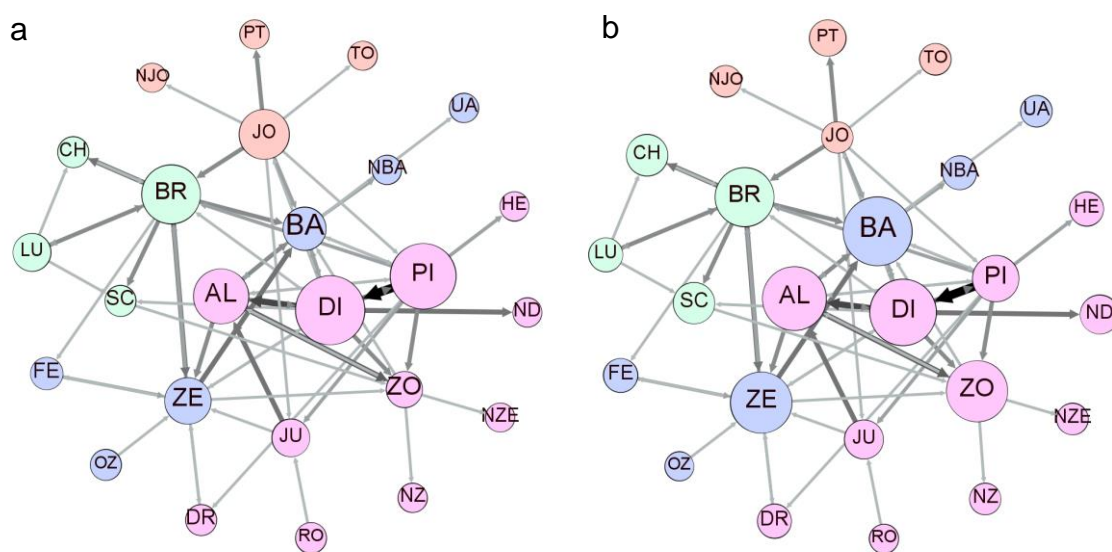 a
PT
TO
NJO
JO
UA
CH
NBA
BR
HE
BA
LU
PI
AL
SC
DI
ND
FE
ZE
ZO
NZE
JU
OZ
NZ
DR
RO
b
PT
TO
NJO
JO
UA
CH
NBA
BR
HE
BA
LU
PI
AL
SC
DI
ND
FE
ZE
ZO
NZE
JU
OZ
NZ
DR
RO